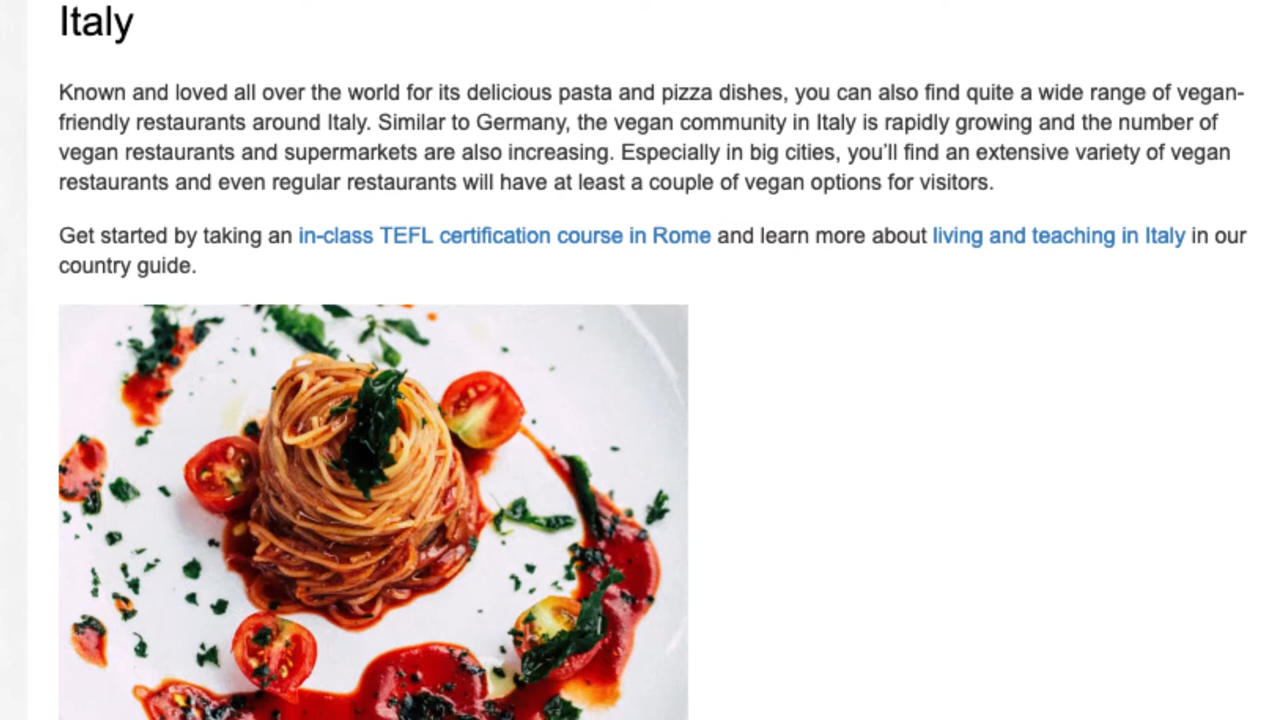 Italy
Known and loved all over the world for its delicious pasta and pizza dishes, you can also find quite a wide range of vegan-
friendly restaurants around Italy. Similar to Germany, the vegan community in Italy is rapidly growing and the number of
vegan restaurants and supermarkets are also increasing. Especially in big cities, you’ll find an extensive variety of vegan
restaurants and even regular restaurants will have at least a couple of vegan options for visitors.
Get started by taking an in-class TEFL certification course in Rome and learn more about living and teaching in Italy in our
country guide.